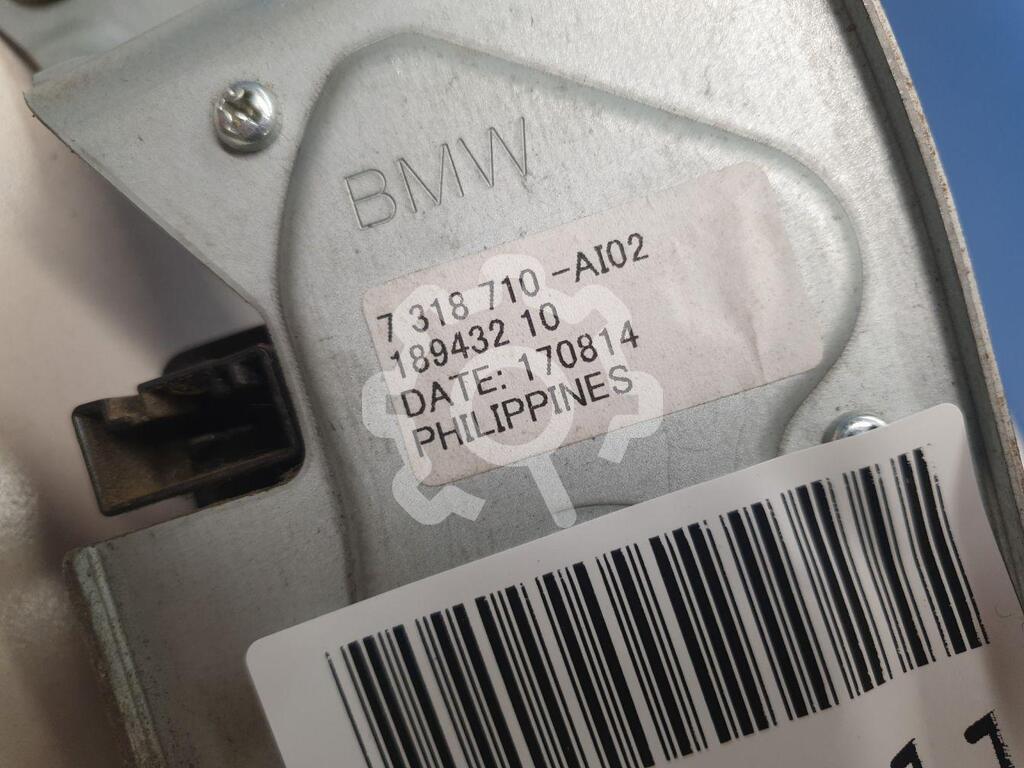 BMW
7 318 710 -AI02
189432 10
DATE: 170814
PHILIPPINES